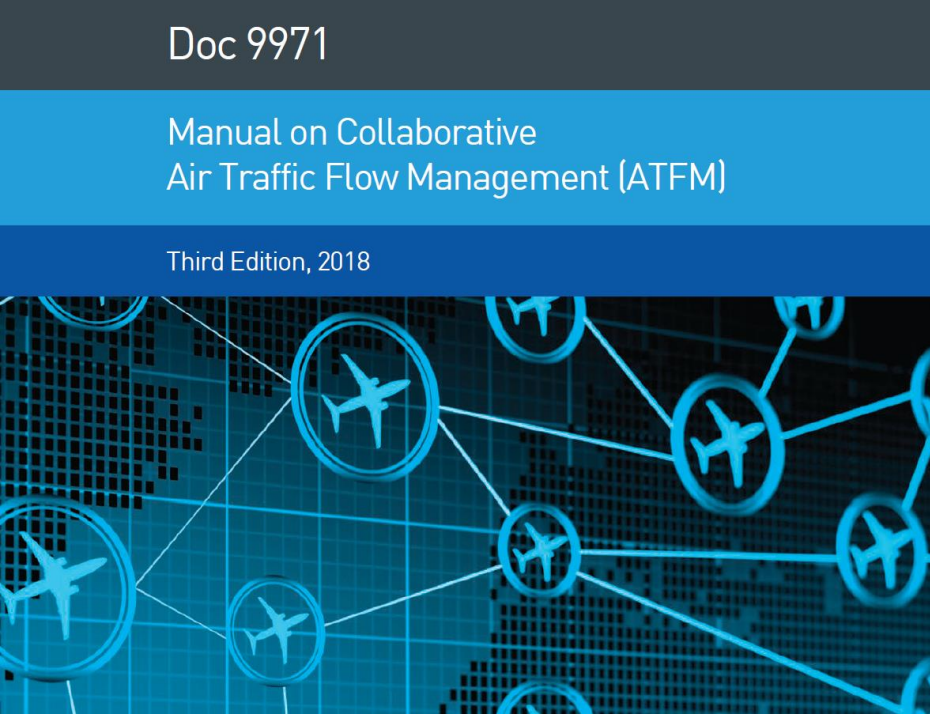 Doc 9971
Manual on Collaborative
Air Traffic Flow Management (ATFM)
Third Edition, 2018